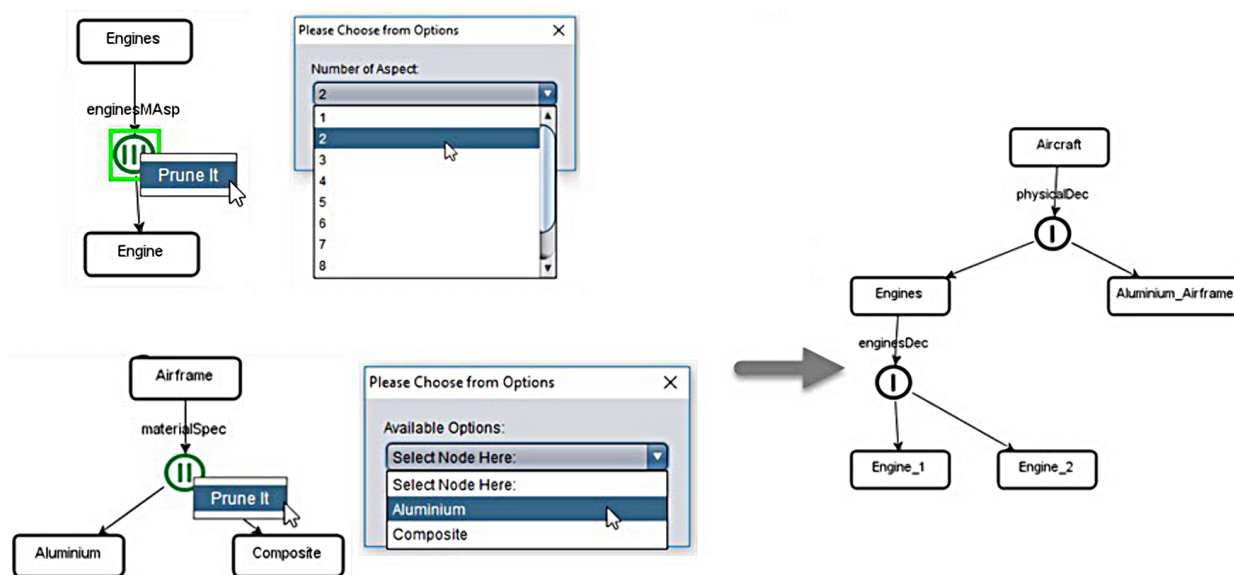 Engines
enginesMAsp
Prune It
Engine
Please Choose from Options
Number of Aspect:
2
1
2
3
4
5
6
7
8
Airframe
materialSpec
Prune It
Aluminium
Composite
Please Choose from Options
Available Options:
Select Node Here:
Select Node Here:
Aluminium
Composite
Aircraft
physicalDec
Engines
Aluminium_Airframe
enginesDec
Engine_1
Engine_2